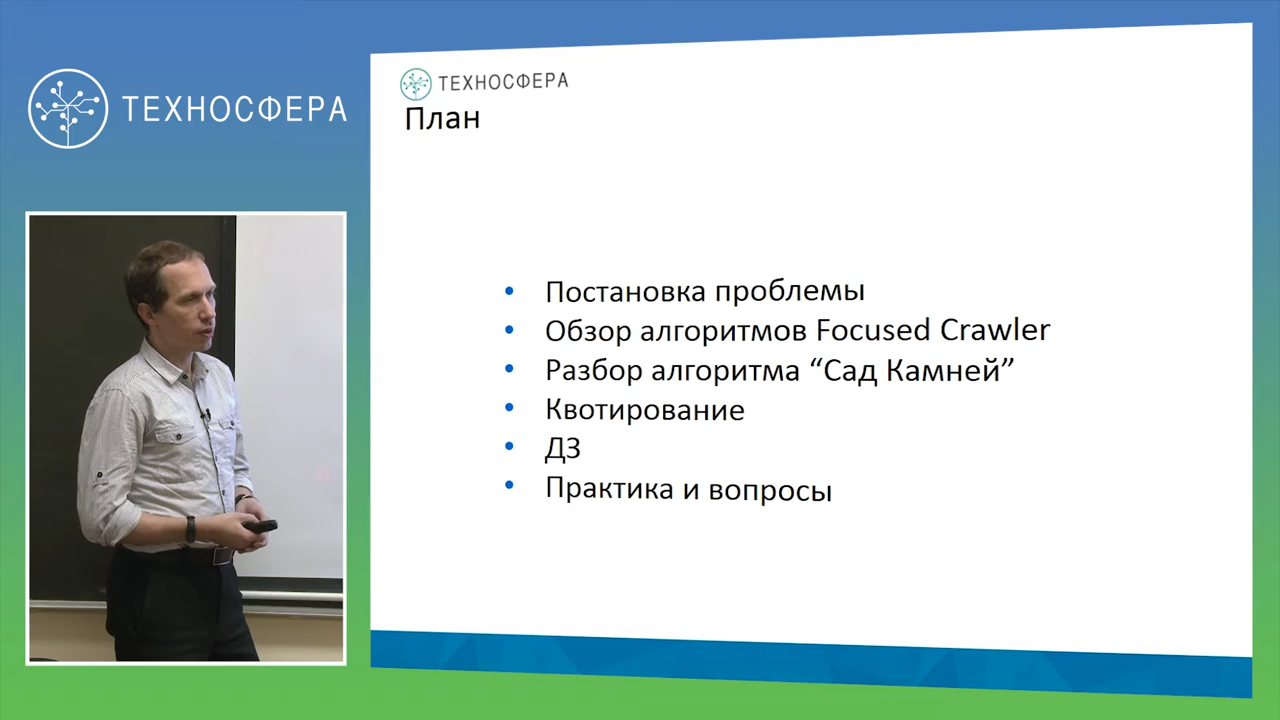 ТЕХНОСФЕРА
ТЕХНОСФЕРА
План
• Постановка проблемы
• Обзор алгоритмов Focused Crawler
• Разбор алгоритма “Сад Камней”
• Квотирование
• ДЗ
• Практика и вопросы